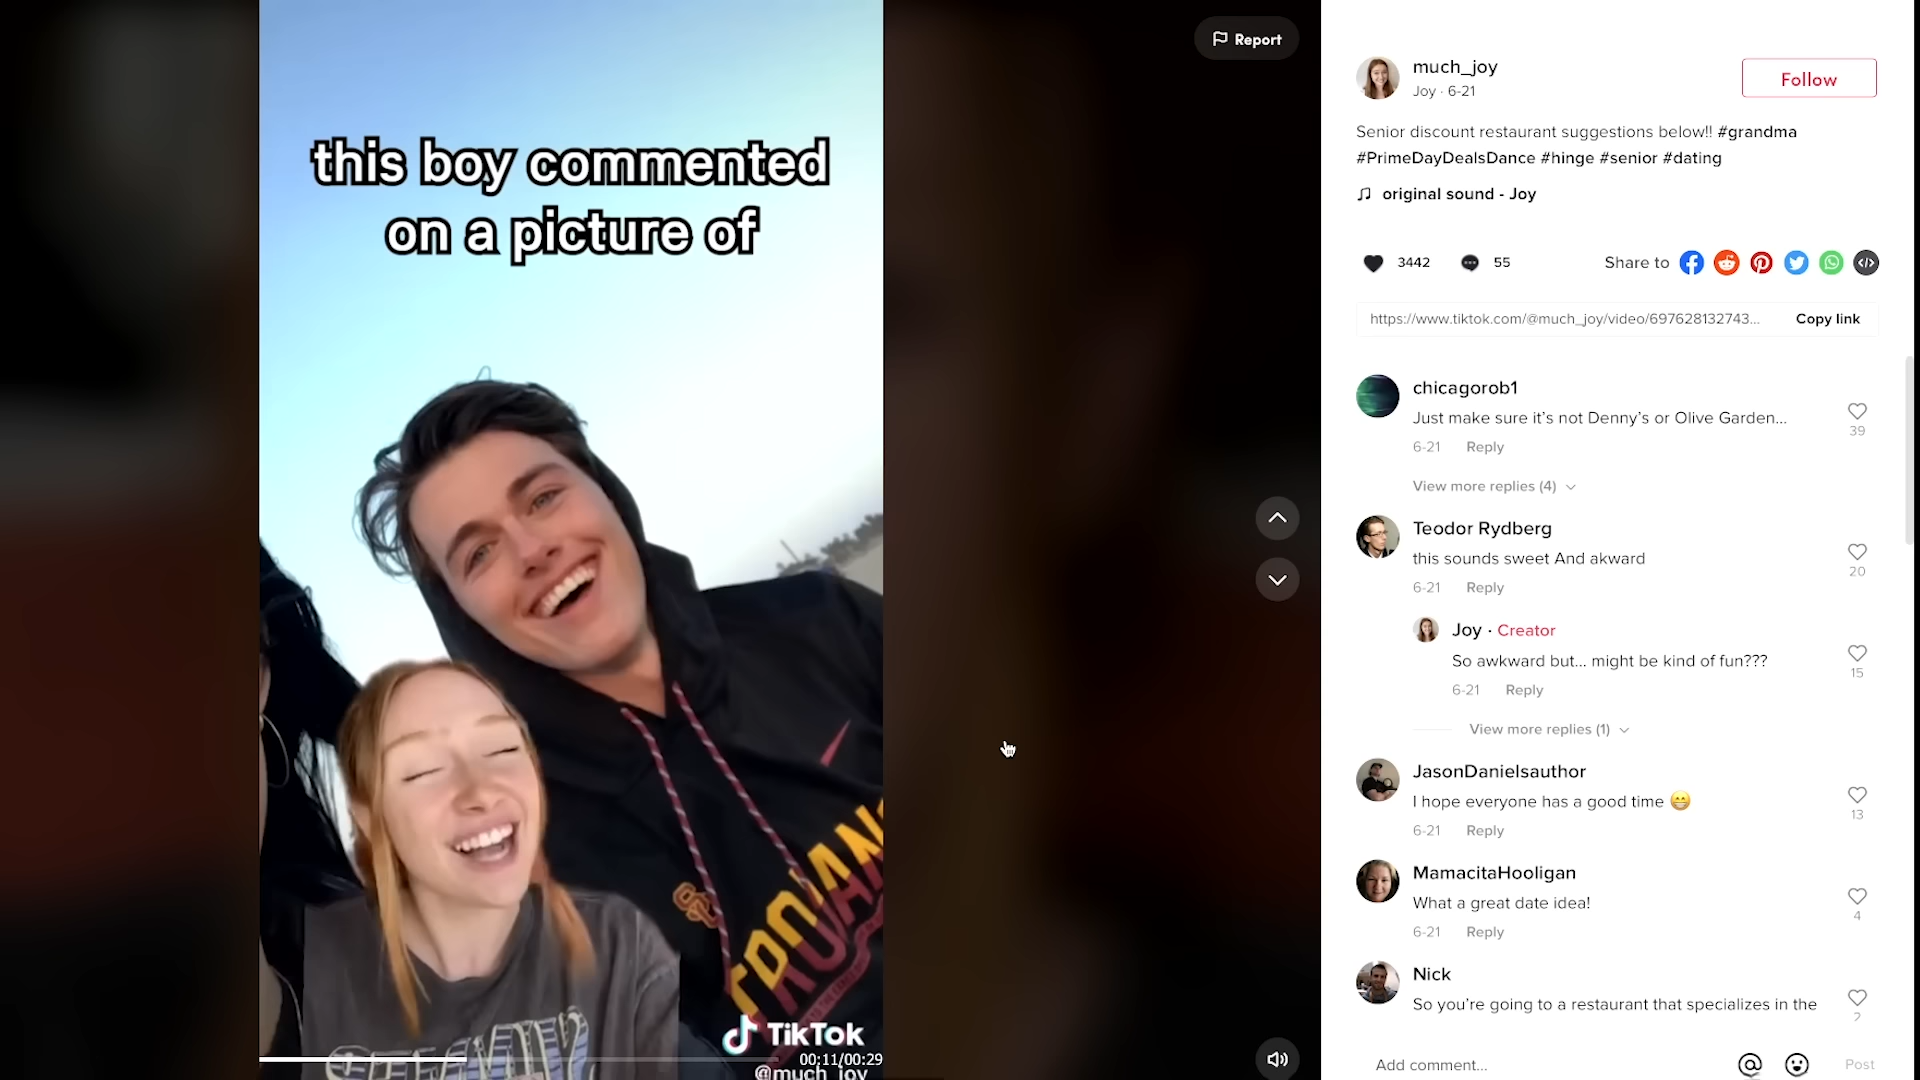 Report
this boy commented
on a picture of
TikTok
00:11/00:29
@much_joy
much_joy
Joy · 6-21
Follow
Senior discount restaurant suggestions below!! #grandma
#PrimeDayDealsDance #hinge #senior #dating
original sound - Joy
3442
55
Share to
https://www.tiktok.com/@much_joy/video/697628132743...
Copy link
chicagorob1
Just make sure it's not Denny's or Olive Garden...
39
6-21 Reply
View more replies (4)
Teodor Rydberg
this sounds sweet And akward
20
6-21 Reply
Joy · Creator
So awkward but... might be kind of fun???
15
6-21 Reply
View more replies (1)
JasonDanielsauthor
I hope everyone has a good time 😁
13
6-21 Reply
MamacitaHooligan
What a great date idea!
4
6-21 Reply
Nick
So you're going to a restaurant that specializes in the
2
Add comment...
Post
SC